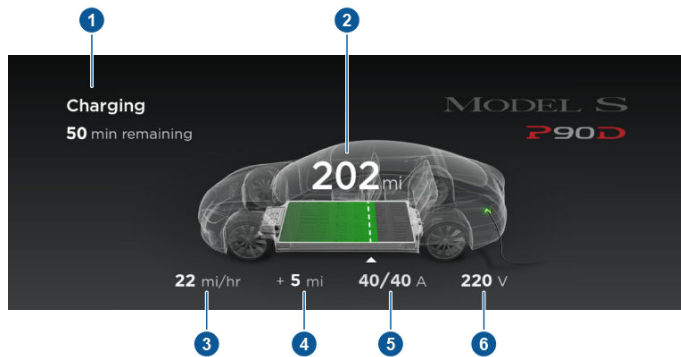 1
2
Charging
50 min remaining
MODEL S
P90D
202 mi
22 mi/hr
+ 5 mi
40/40 A
220 V
3
4
5
6